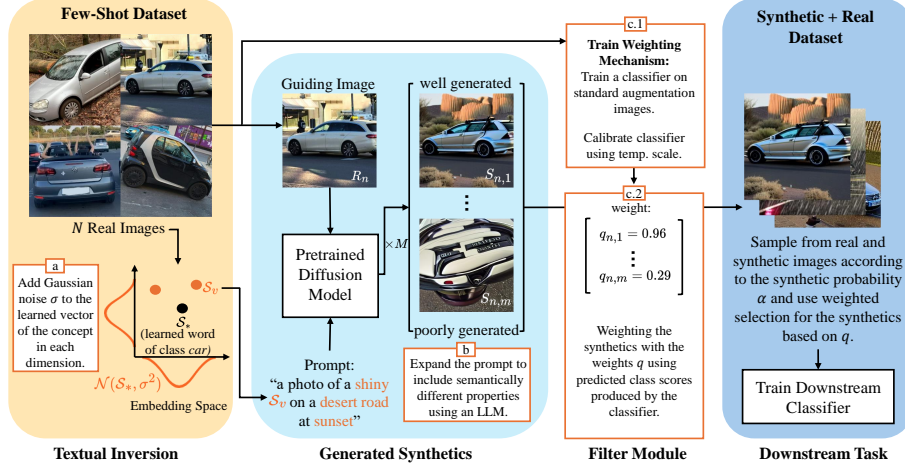 Few-Shot Dataset
N Real Images
a
Add Gaussian
noise σ to the
learned vector
of the concept
in each
dimension.
S_v
S_*
(learned word
of class car)
N(S_*, σ²)
Embedding Space
Textual Inversion
Guiding Image
R_n
Pretrained
Diffusion
Model
×M
Prompt:
“a photo of a shiny
S_v on a desert road
at sunset”
well generated
S_{n,1}
S_{n,m}
poorly generated
b
Expand the prompt to
include semantically
different properties
using an LLM.
Generated Synthetics
c.1
Train Weighting
Mechanism:
Train a classifier on
standard augmentation
images.
Calibrate classifier
using temp. scale.
c.2
weight:
q_{n,1} = 0.96
q_{n,m} = 0.29
Weighting the
synthetics with the
weights q using
predicted class scores
produced by the
classifier.
Filter Module
Synthetic + Real
Dataset
Sample from real and
synthetic images according
to the synthetic probability
α and use weighted
selection for the synthetics
based on q.
Train Downstream
Classifier
Downstream Task